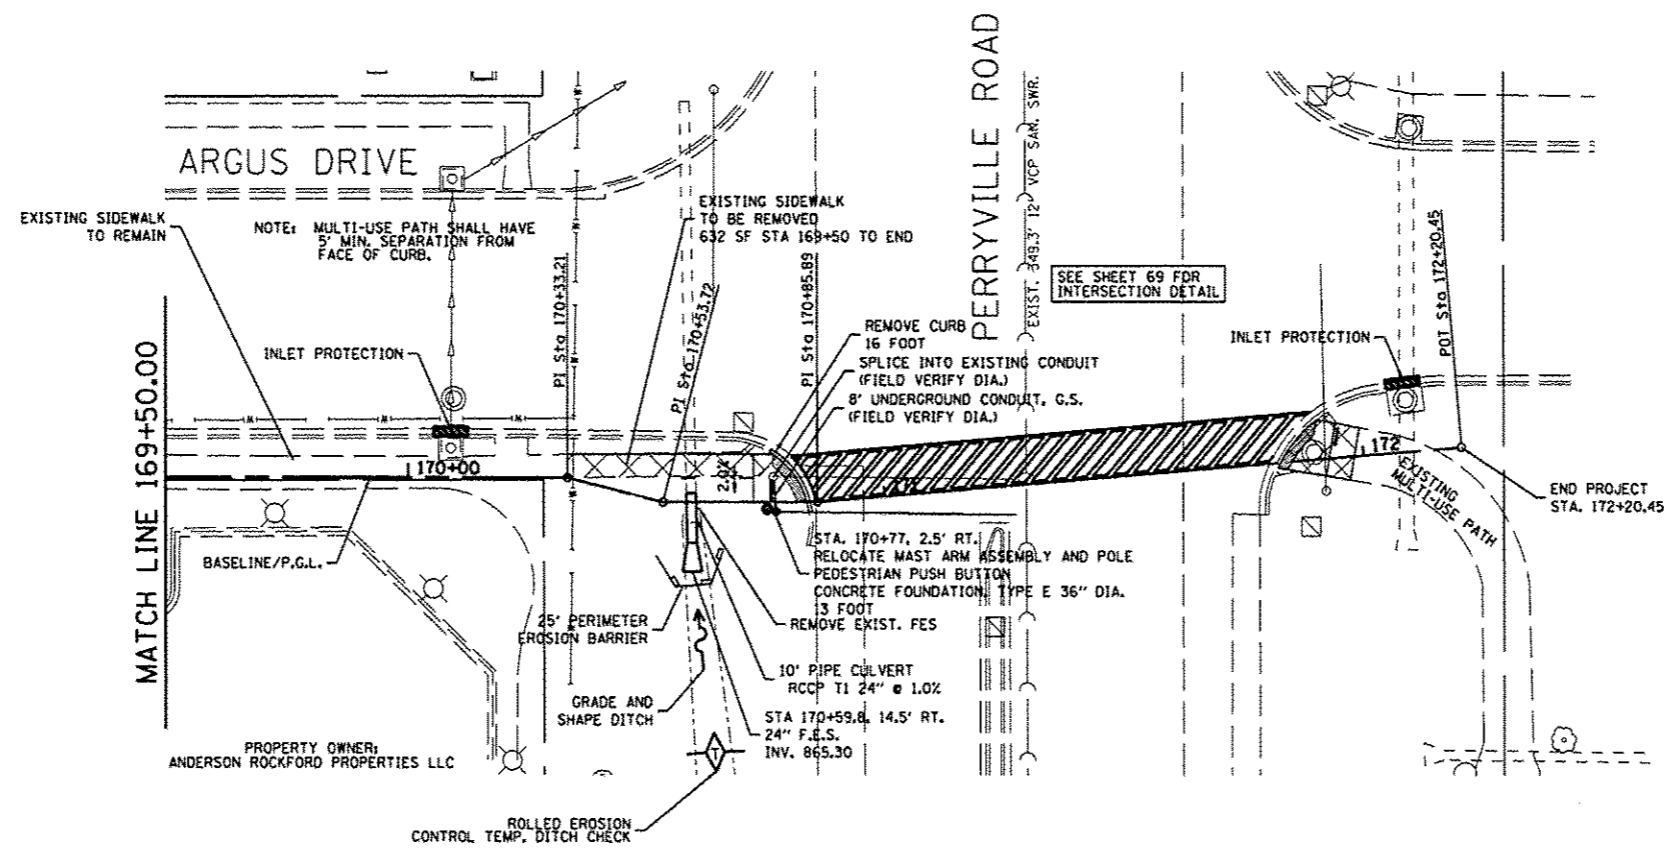 PERRYVILLE ROAD
EXIST. 349.3' 12" VCP SAN. SWR.
ARGUS DRIVE
EXISTING SIDEWALK
TO REMAIN
NOTE: MULTI-USE PATH SHALL HAVE
5' MIN. SEPARATION FROM
FACE OF CURB.
EXISTING SIDEWALK
TO BE REMOVED
632 SF STA 169+50 TO END
SEE SHEET 69 FOR
INTERSECTION DETAIL
PI Sta 170+33.21
PI Sta 170+53.72
PI Sta 170+85.89
POT Sta 172+20.45
INLET PROTECTION
REMOVE CURB
16 FOOT
SPLICE INTO EXISTING CONDUIT
(FIELD VERIFY DIA.)
8' UNDERGROUND CONDUIT, G.S.
(FIELD VERIFY DIA.)
INLET PROTECTION
MATCH LINE 169+50.00
170+00
2.0%
172
EXISTING
MULTI-USE PATH
END PROJECT
STA. 172+20.45
BASELINE/P.G.L.
STA. 170+77, 2.5' RT.
RELOCATE MAST ARM ASSEMBLY AND POLE
PEDESTRIAN PUSH BUTTON
CONCRETE FOUNDATION, TYPE E 36" DIA.
13 FOOT
25' PERIMETER
EROSION BARRIER
REMOVE EXIST. FES
10' PIPE CULVERT
RCCP T1 24" @ 1.0%
GRADE AND
SHAPE DITCH
STA 170+59.8, 14.5' RT.
24" F.E.S.
INV. 865.30
PROPERTY OWNER:
ANDERSON ROCKFORD PROPERTIES LLC
T
ROLLED EROSION
CONTROL TEMP. DITCH CHECK